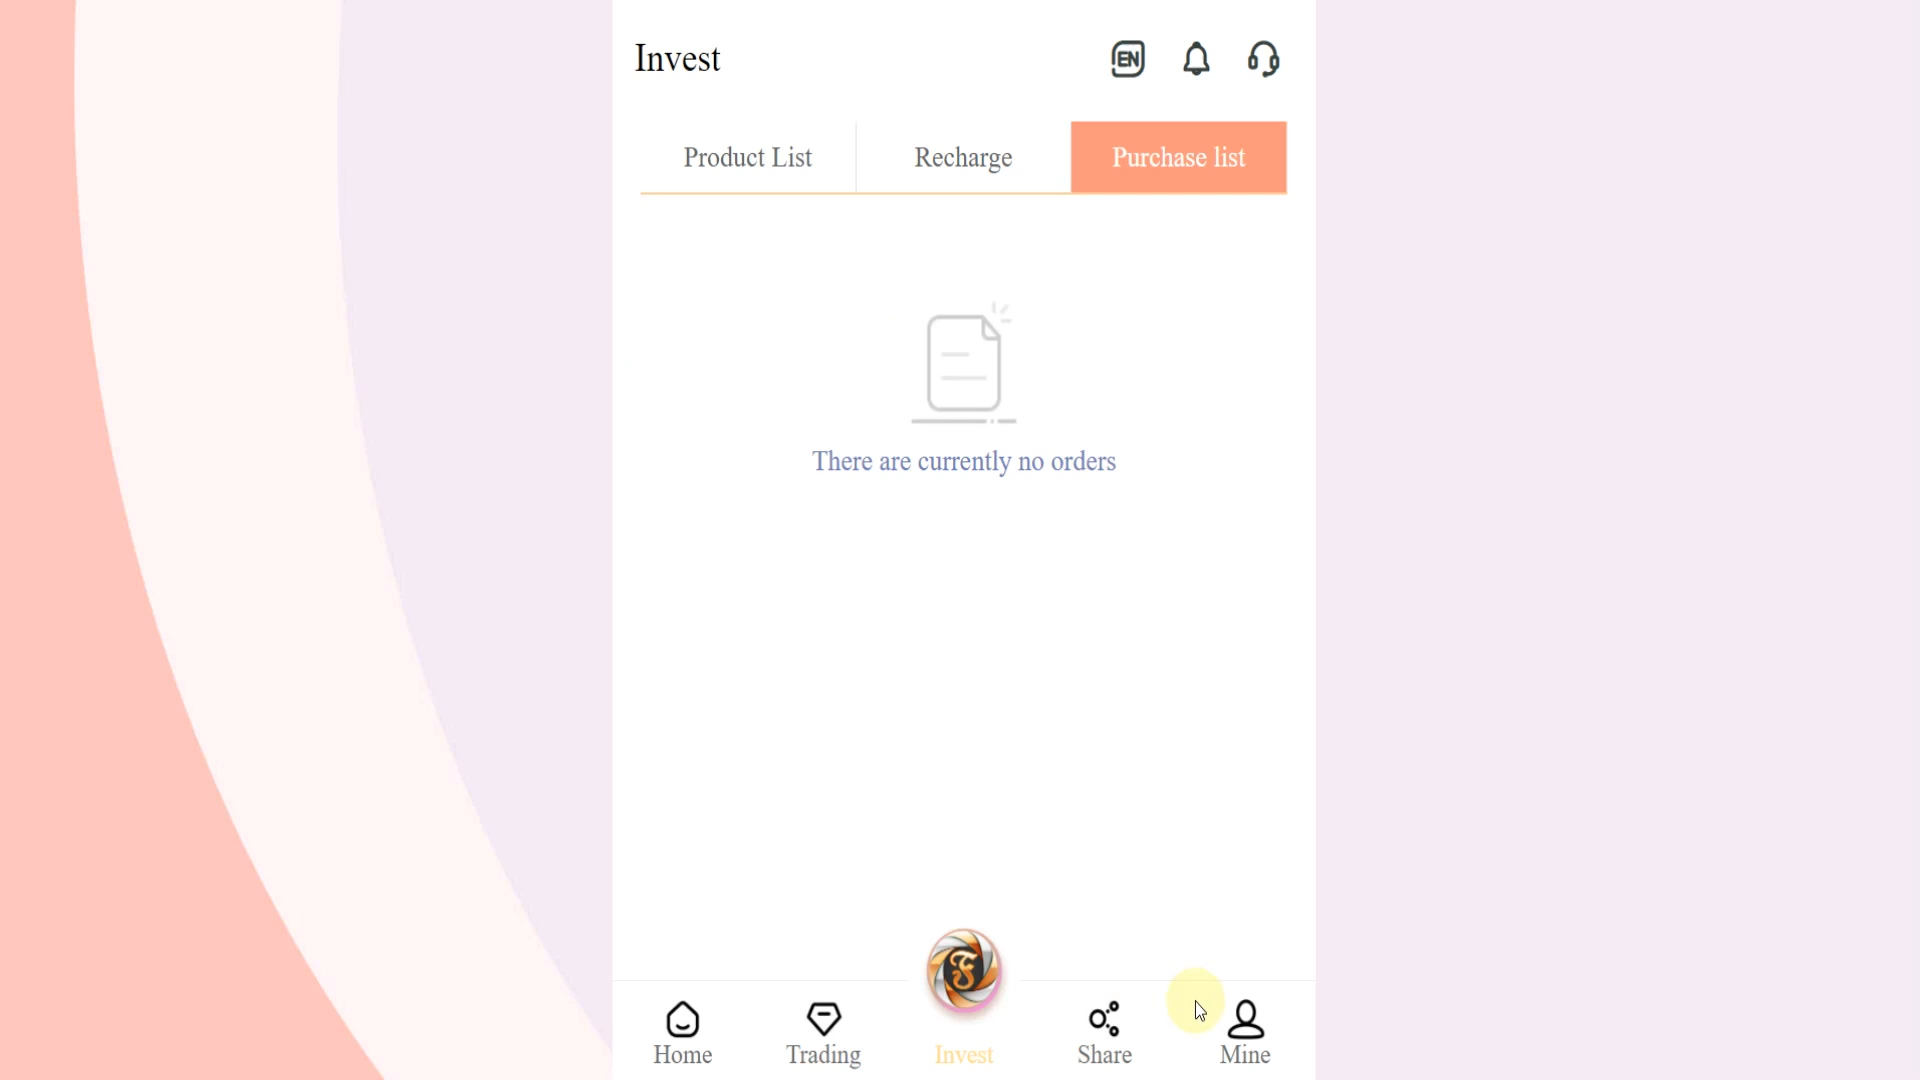 Invest
EN
Product List
Recharge
Purchase list
There are currently no orders
Home
Trading
Invest
Share
Mine